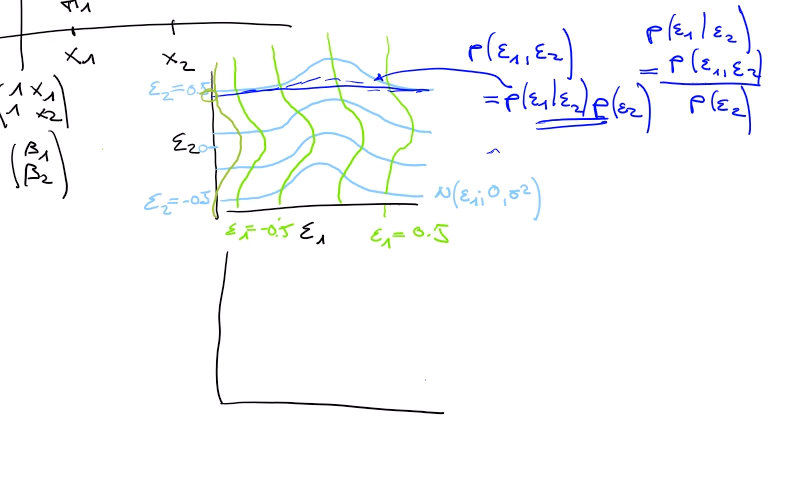 x₁ x₂
1 x₁
1 x₂
β₁
β₂
ε₂=0.5
ε₂
ε₂=-0.5
N(ε₁; 0, σ²)
ε₁=-0.5 ε₁ ε₁=0.5
p(ε₁,ε₂)
=p(ε₁|ε₂)p(ε₂)
p(ε₁|ε₂)
= p(ε₁,ε₂)
p(ε₂)